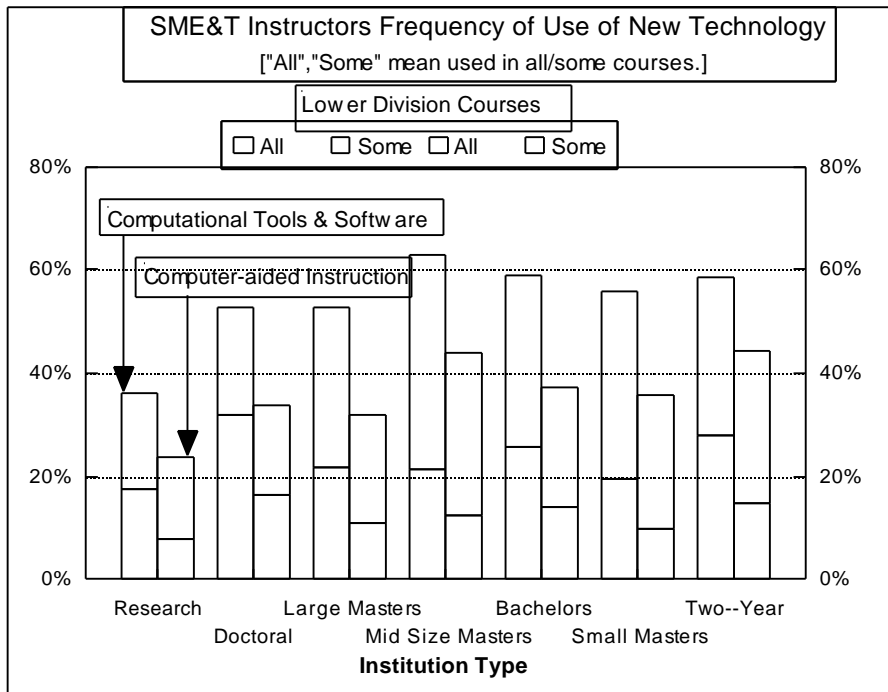 SME&T Instructors Frequency of Use of New Technology
["All","Some" mean used in all/some courses.]
Lower Division Courses
All Some All Some
80% 80%
Computational Tools & Software
60% 60%
Computer-aided Instruction
40% 40%
20% 20%
0% 0%
Research Large Masters Bachelors Two--Year
Doctoral Mid Size Masters Small Masters
Institution Type